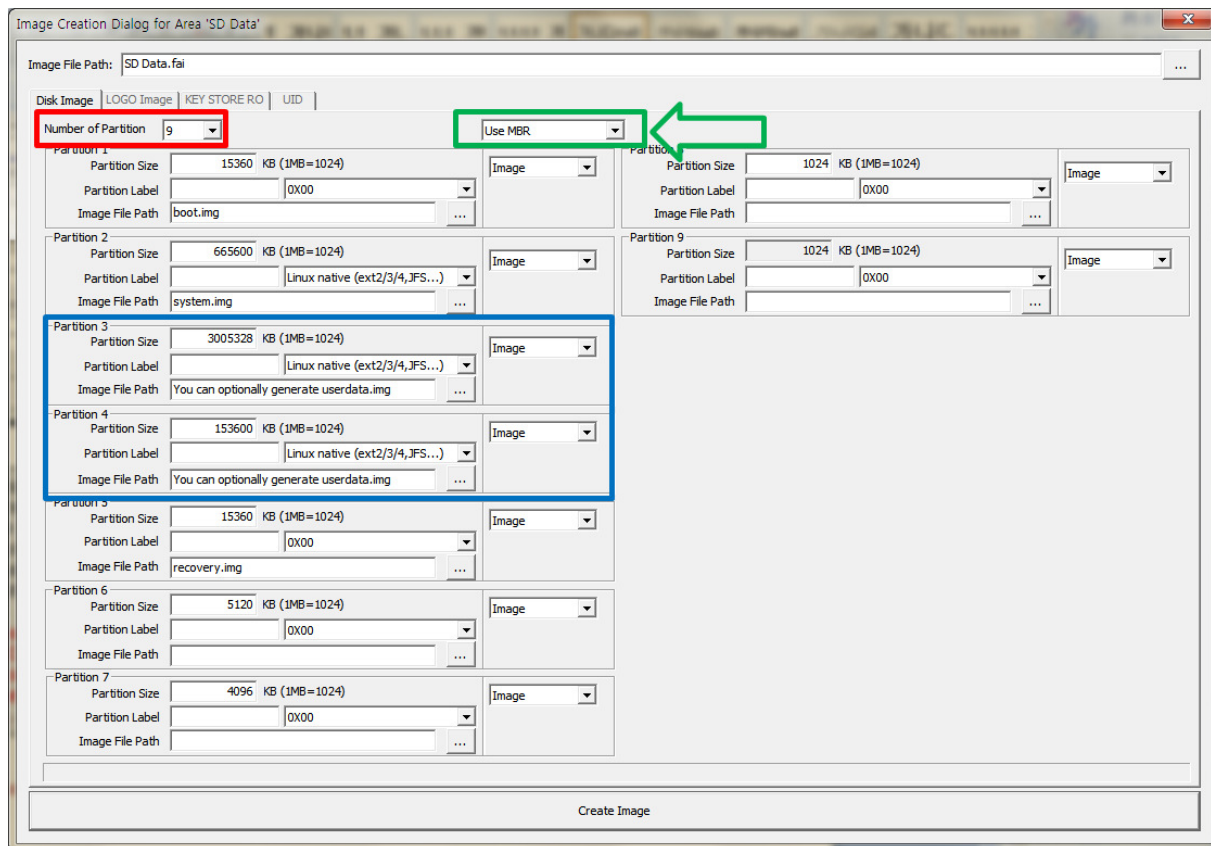 Image Creation Dialog for Area 'SD Data'
Image File Path: SD Data.fai ...
Disk Image LOGO Image KEY STORE RO UID
Number of Partition 9 Use MBR
Partition 1
Partition Size 15360 KB (1MB=1024) Image
Partition Label 0X00
Image File Path boot.img ...
Partition 2
Partition Size 665600 KB (1MB=1024) Image
Partition Label Linux native (ext2/3/4,JFS...)
Image File Path system.img ...
Partition 3
Partition Size 3005328 KB (1MB=1024) Image
Partition Label Linux native (ext2/3/4,JFS...)
Image File Path You can optionally generate userdata.img ...
Partition 4
Partition Size 153600 KB (1MB=1024) Image
Partition Label Linux native (ext2/3/4,JFS...)
Image File Path You can optionally generate userdata.img ...
Partition 5
Partition Size 15360 KB (1MB=1024) Image
Partition Label 0X00
Image File Path recovery.img ...
Partition 6
Partition Size 5120 KB (1MB=1024) Image
Partition Label 0X00
Image File Path ...
Partition 7
Partition Size 4096 KB (1MB=1024) Image
Partition Label 0X00
Image File Path ...
Partition
Partition Size 1024 KB (1MB=1024) Image
Partition Label 0X00
Image File Path ...
Partition 9
Partition Size 1024 KB (1MB=1024) Image
Partition Label 0X00
Image File Path ...
Create Image